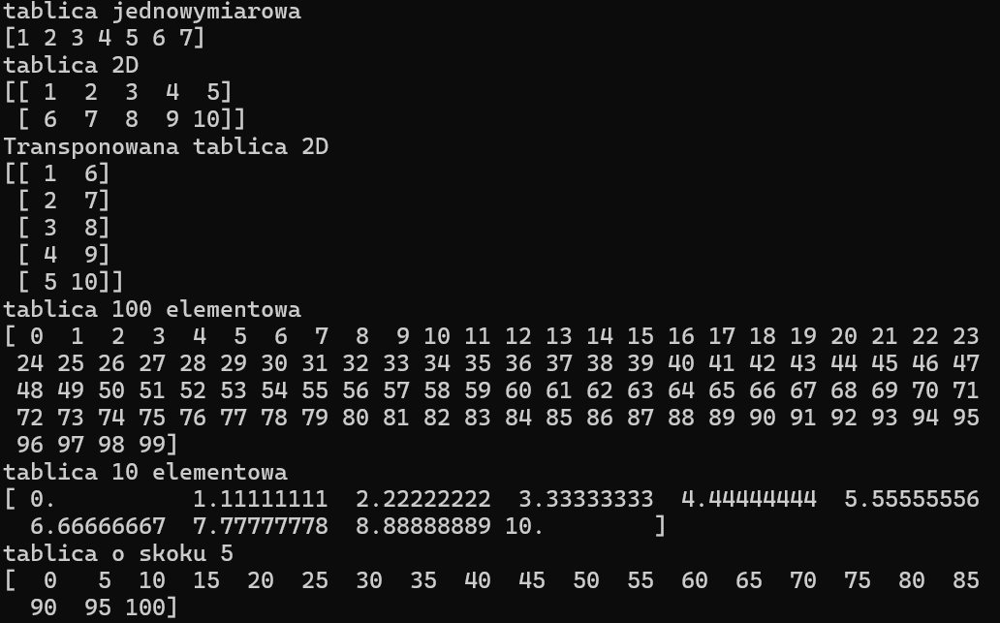 tablica jednowymiarowa
[1 2 3 4 5 6 7]
tablica 2D
[[ 1  2  3  4  5]
 [ 6  7  8  9 10]]
Transponowana tablica 2D
[[ 1  6]
 [ 2  7]
 [ 3  8]
 [ 4  9]
 [ 5 10]]
tablica 100 elementowa
[ 0  1  2  3  4  5  6  7  8  9 10 11 12 13 14 15 16 17 18 19 20 21 22 23
 24 25 26 27 28 29 30 31 32 33 34 35 36 37 38 39 40 41 42 43 44 45 46 47
 48 49 50 51 52 53 54 55 56 57 58 59 60 61 62 63 64 65 66 67 68 69 70 71
 72 73 74 75 76 77 78 79 80 81 82 83 84 85 86 87 88 89 90 91 92 93 94 95
 96 97 98 99]
tablica 10 elementowa
[ 0.          1.11111111  2.22222222  3.33333333  4.44444444  5.55555556
  6.66666667  7.77777778  8.88888889 10.        ]
tablica o skoku 5
[  0   5  10  15  20  25  30  35  40  45  50  55  60  65  70  75  80  85
  90  95 100]